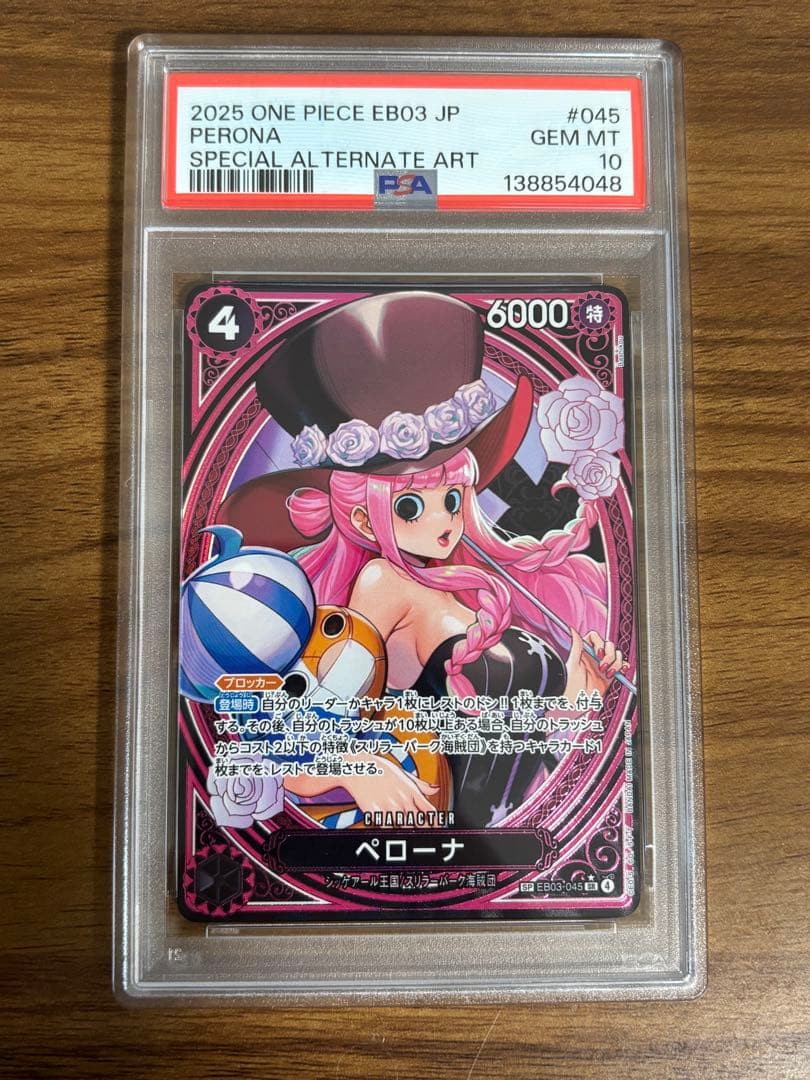 2025 ONE PIECE EB03 JP #045
PERONA GEM MT
SPECIAL ALTERNATE ART 10
PSA 138854048
4 6000 特
ブロッカー
登場時 自分のリーダーかキャラ1枚にレストのドン!! 1枚までを、付与
する。その後、自分のトラッシュが10枚以上ある場合、自分のトラッシュ
からコスト2以下の特徴《スリラーバーク海賊団》を持つキャラカード1
枚までを、レストで登場させる。
CHARACTER
ペローナ
シッケアール王国/スリラーバーク海賊団
SP EB03-045 SR 4
BANDAI MADE IN JAPAN